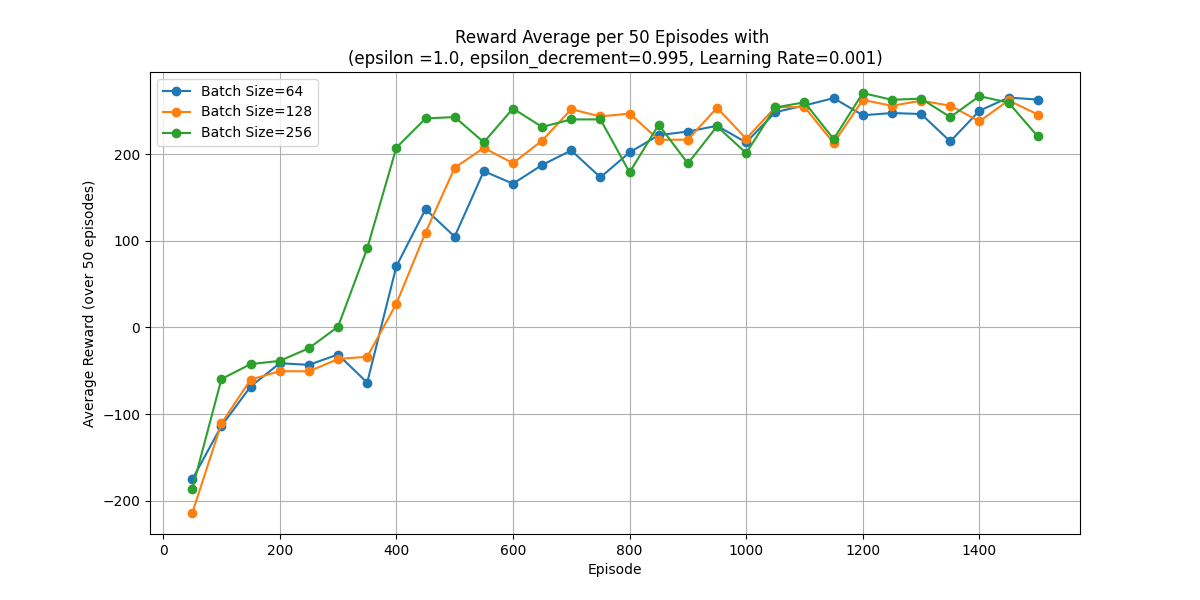 Reward Average per 50 Episodes with
(epsilon =1.0, epsilon_decrement=0.995, Learning Rate=0.001)
Batch Size=64
Batch Size=128
Batch Size=256
Average Reward (over 50 episodes)
200
100
0
−100
−200
0 200 400 600 800 1000 1200 1400
Episode